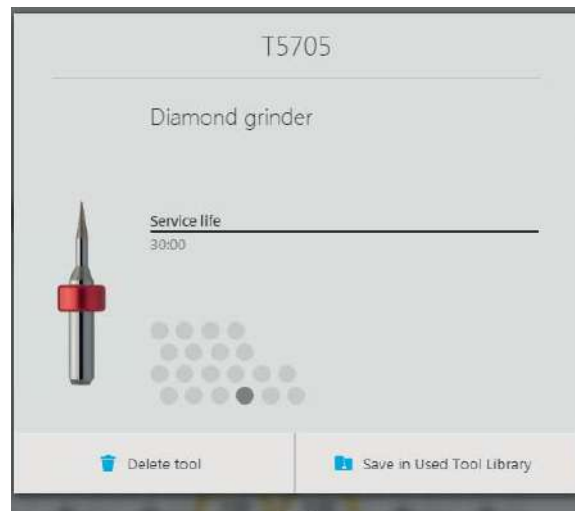 T5705
Diamond grinder
Service life
30:00
Delete tool
Save in Used Tool Library